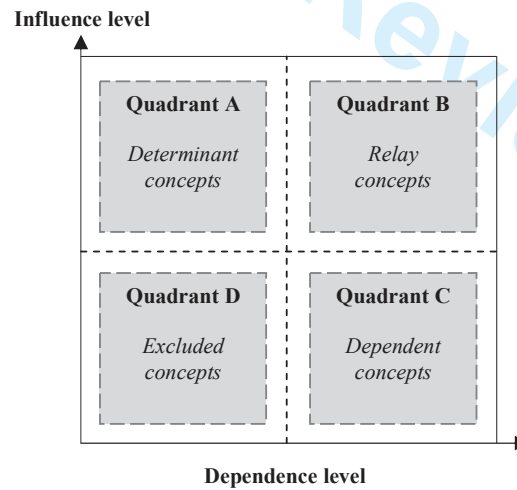 Influence level
Quadrant A
Determinant
concepts
Quadrant B
Relay
concepts
Quadrant D
Excluded
concepts
Quadrant C
Dependent
concepts
Dependence level